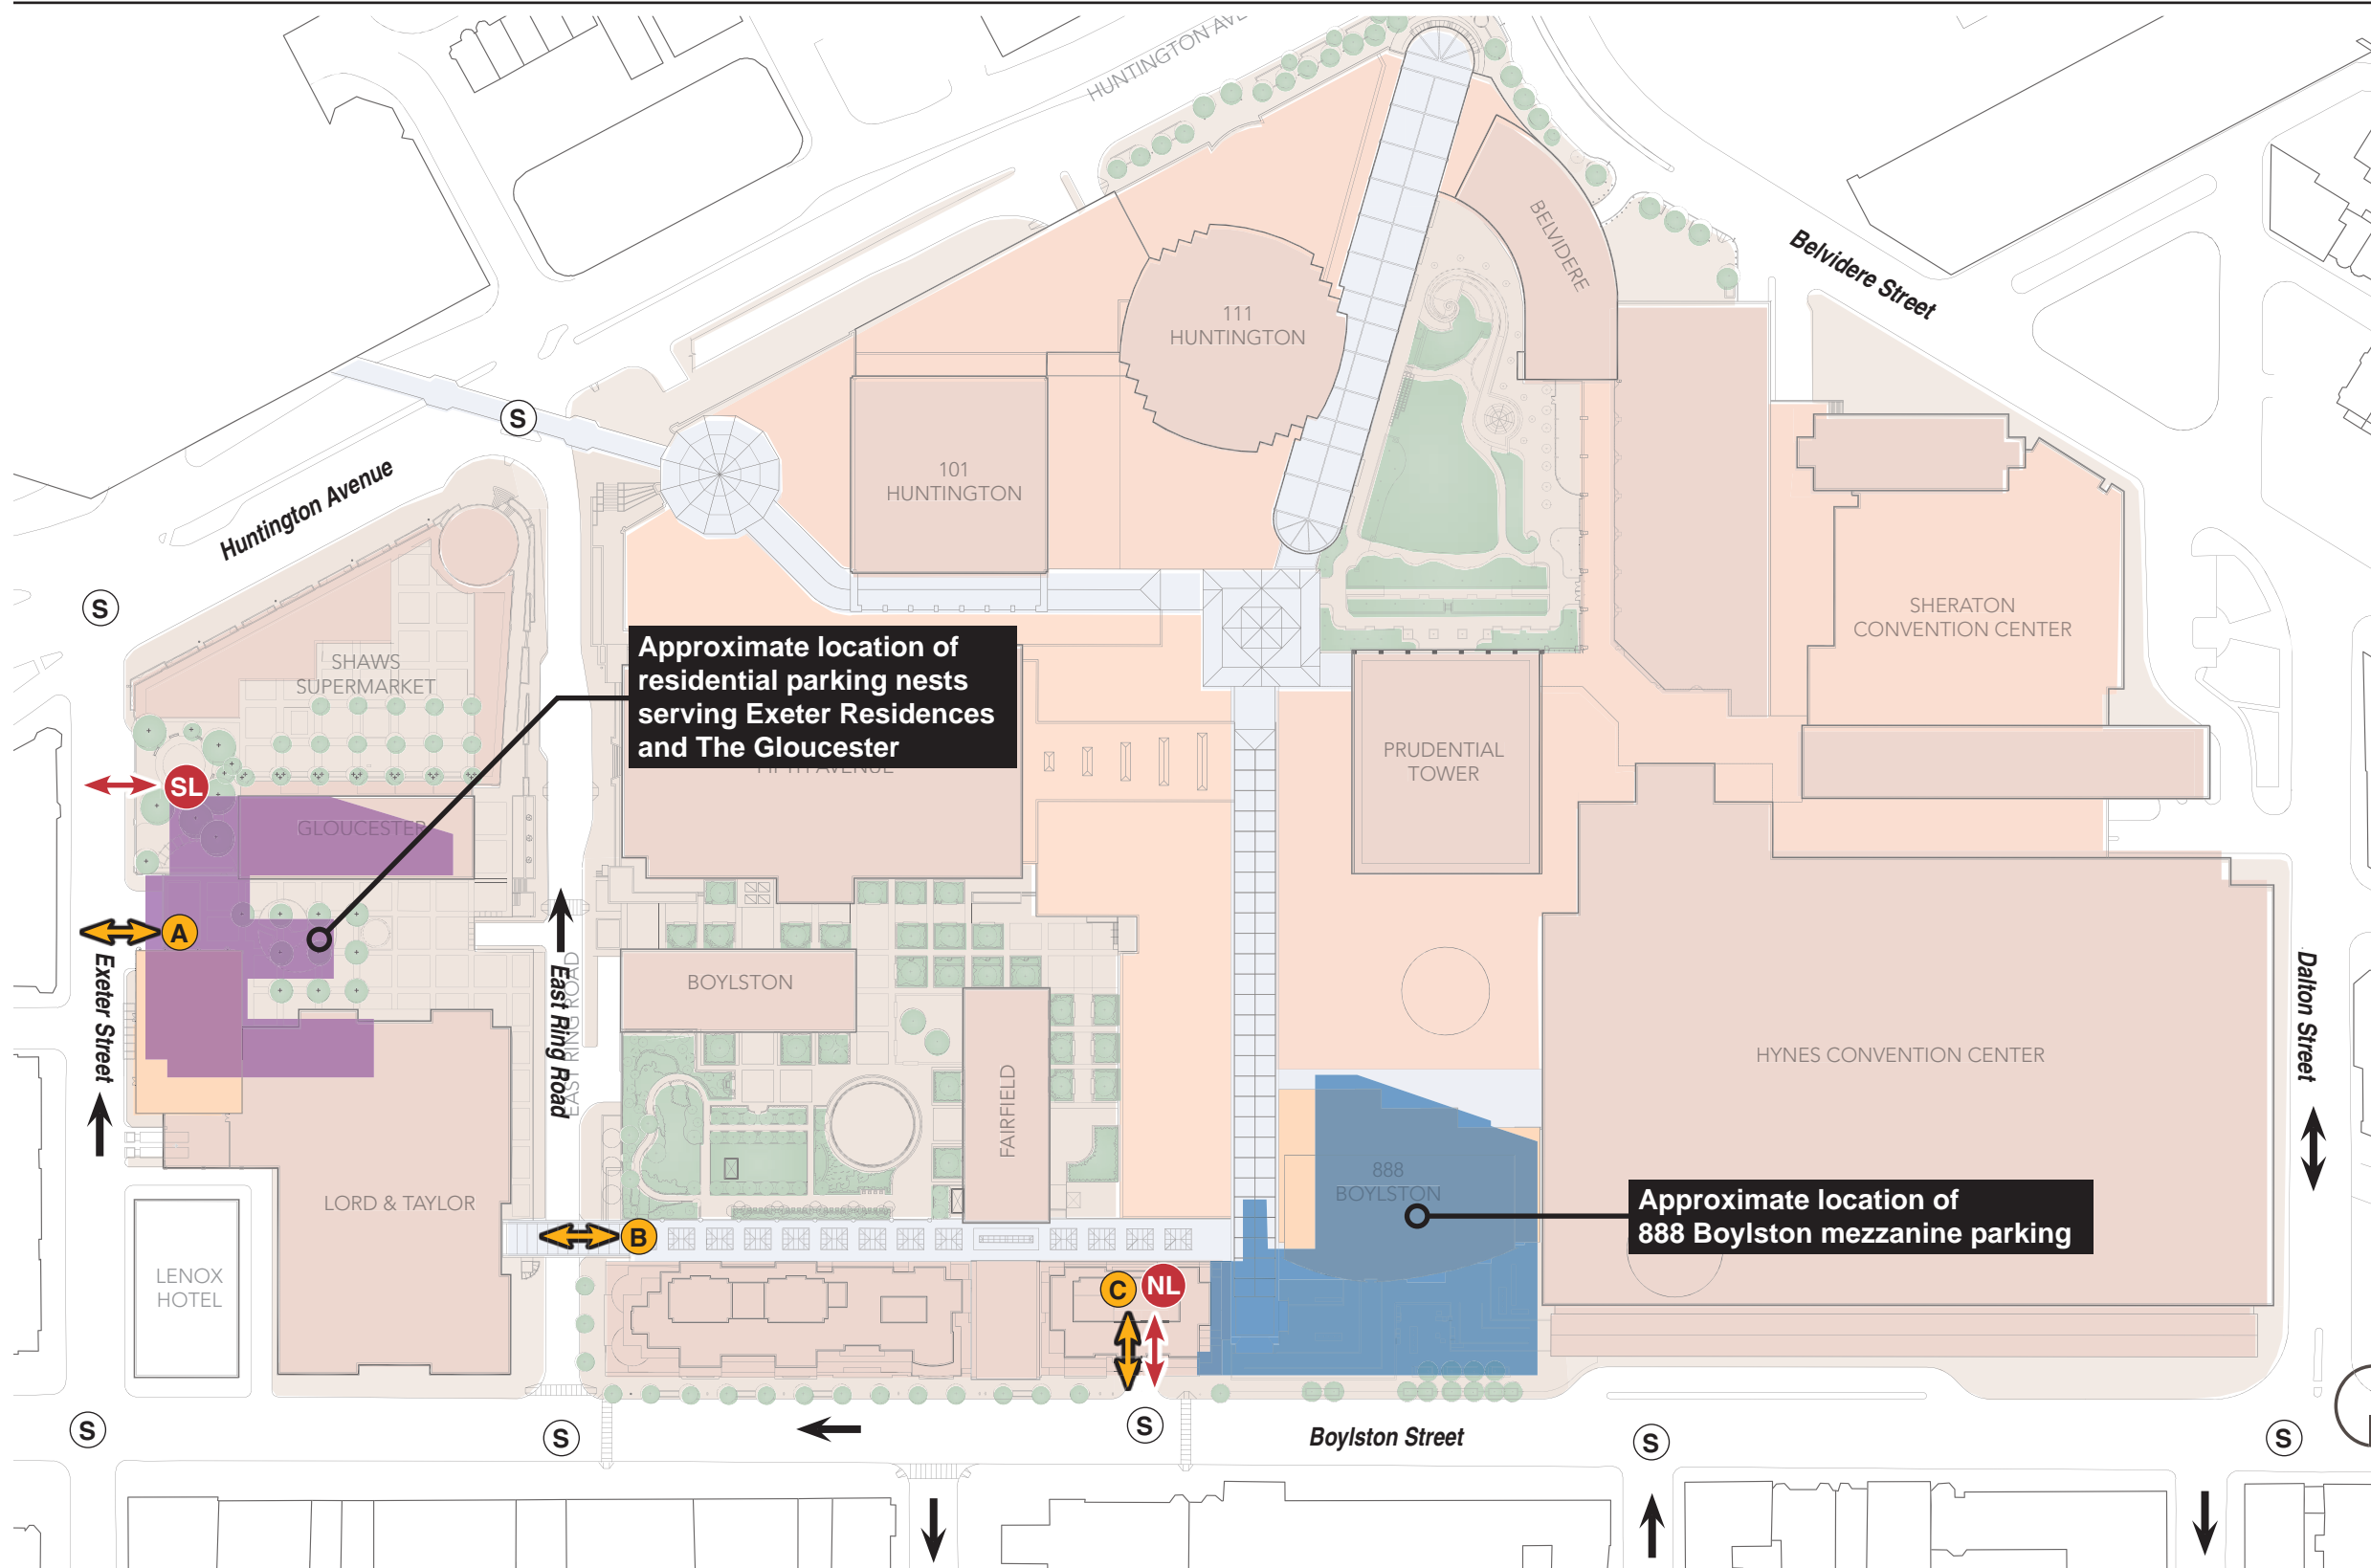 HUNTINGTON AVE
BELVIDERE
Belvidere Street
111
HUNTINGTON
S
101
HUNTINGTON
Huntington Avenue
S
SHERATON
CONVENTION CENTER
SHAWS
SUPERMARKET
Approximate location of
residential parking nests
serving Exeter Residences
and The Gloucester
FIFTH AVENUE
PRUDENTIAL
TOWER
SL
GLOUCESTER
A
Exeter Street
East Ring Road
EAST RING ROAD
BOYLSTON
FAIRFIELD
HYNES CONVENTION CENTER
Dalton Street
888
BOYLSTON
Approximate location of
888 Boylston mezzanine parking
LORD & TAYLOR
B
LENOX
HOTEL
C
NL
S
S
S
Boylston Street
S
S